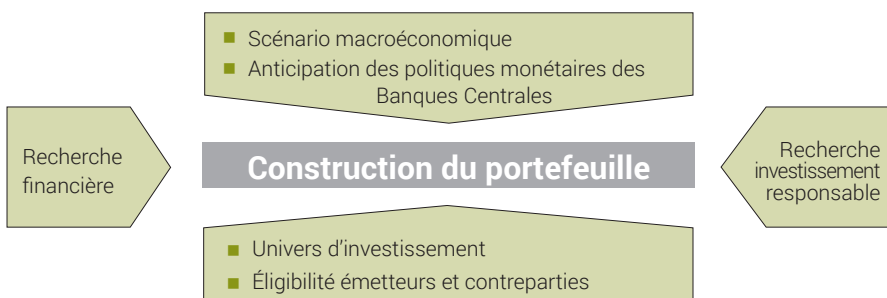 Scénario macroéconomique
Anticipation des politiques monétaires des
Banques Centrales
Recherche
financière
Construction du portefeuille
Recherche
investissement
responsable
Univers d'investissement
Éligibilité émetteurs et contreparties